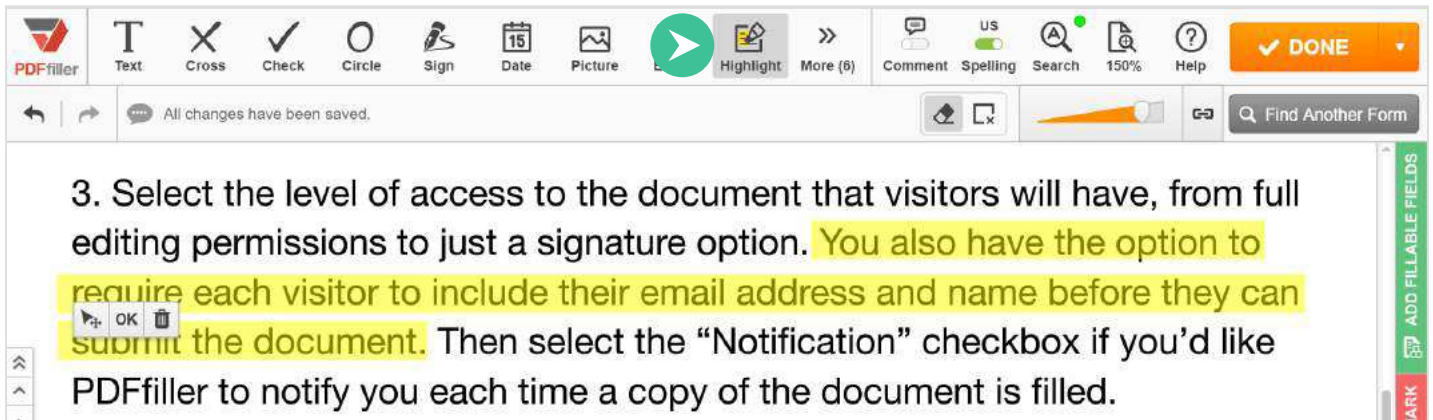 PDFfiller
Text
Cross
Check
Circle
Sign
15
Date
Picture
Highlight
More (6)
Comment
US
Spelling
Search
150%
Help
DONE
All changes have been saved.
Find Another Form
3. Select the level of access to the document that visitors will have, from full
editing permissions to just a signature option. You also have the option to
require each visitor to include their email address and name before they can
OK
submit the document. Then select the “Notification” checkbox if you’d like
PDFfiller to notify you each time a copy of the document is filled.
ADD FILLABLE FIELDS